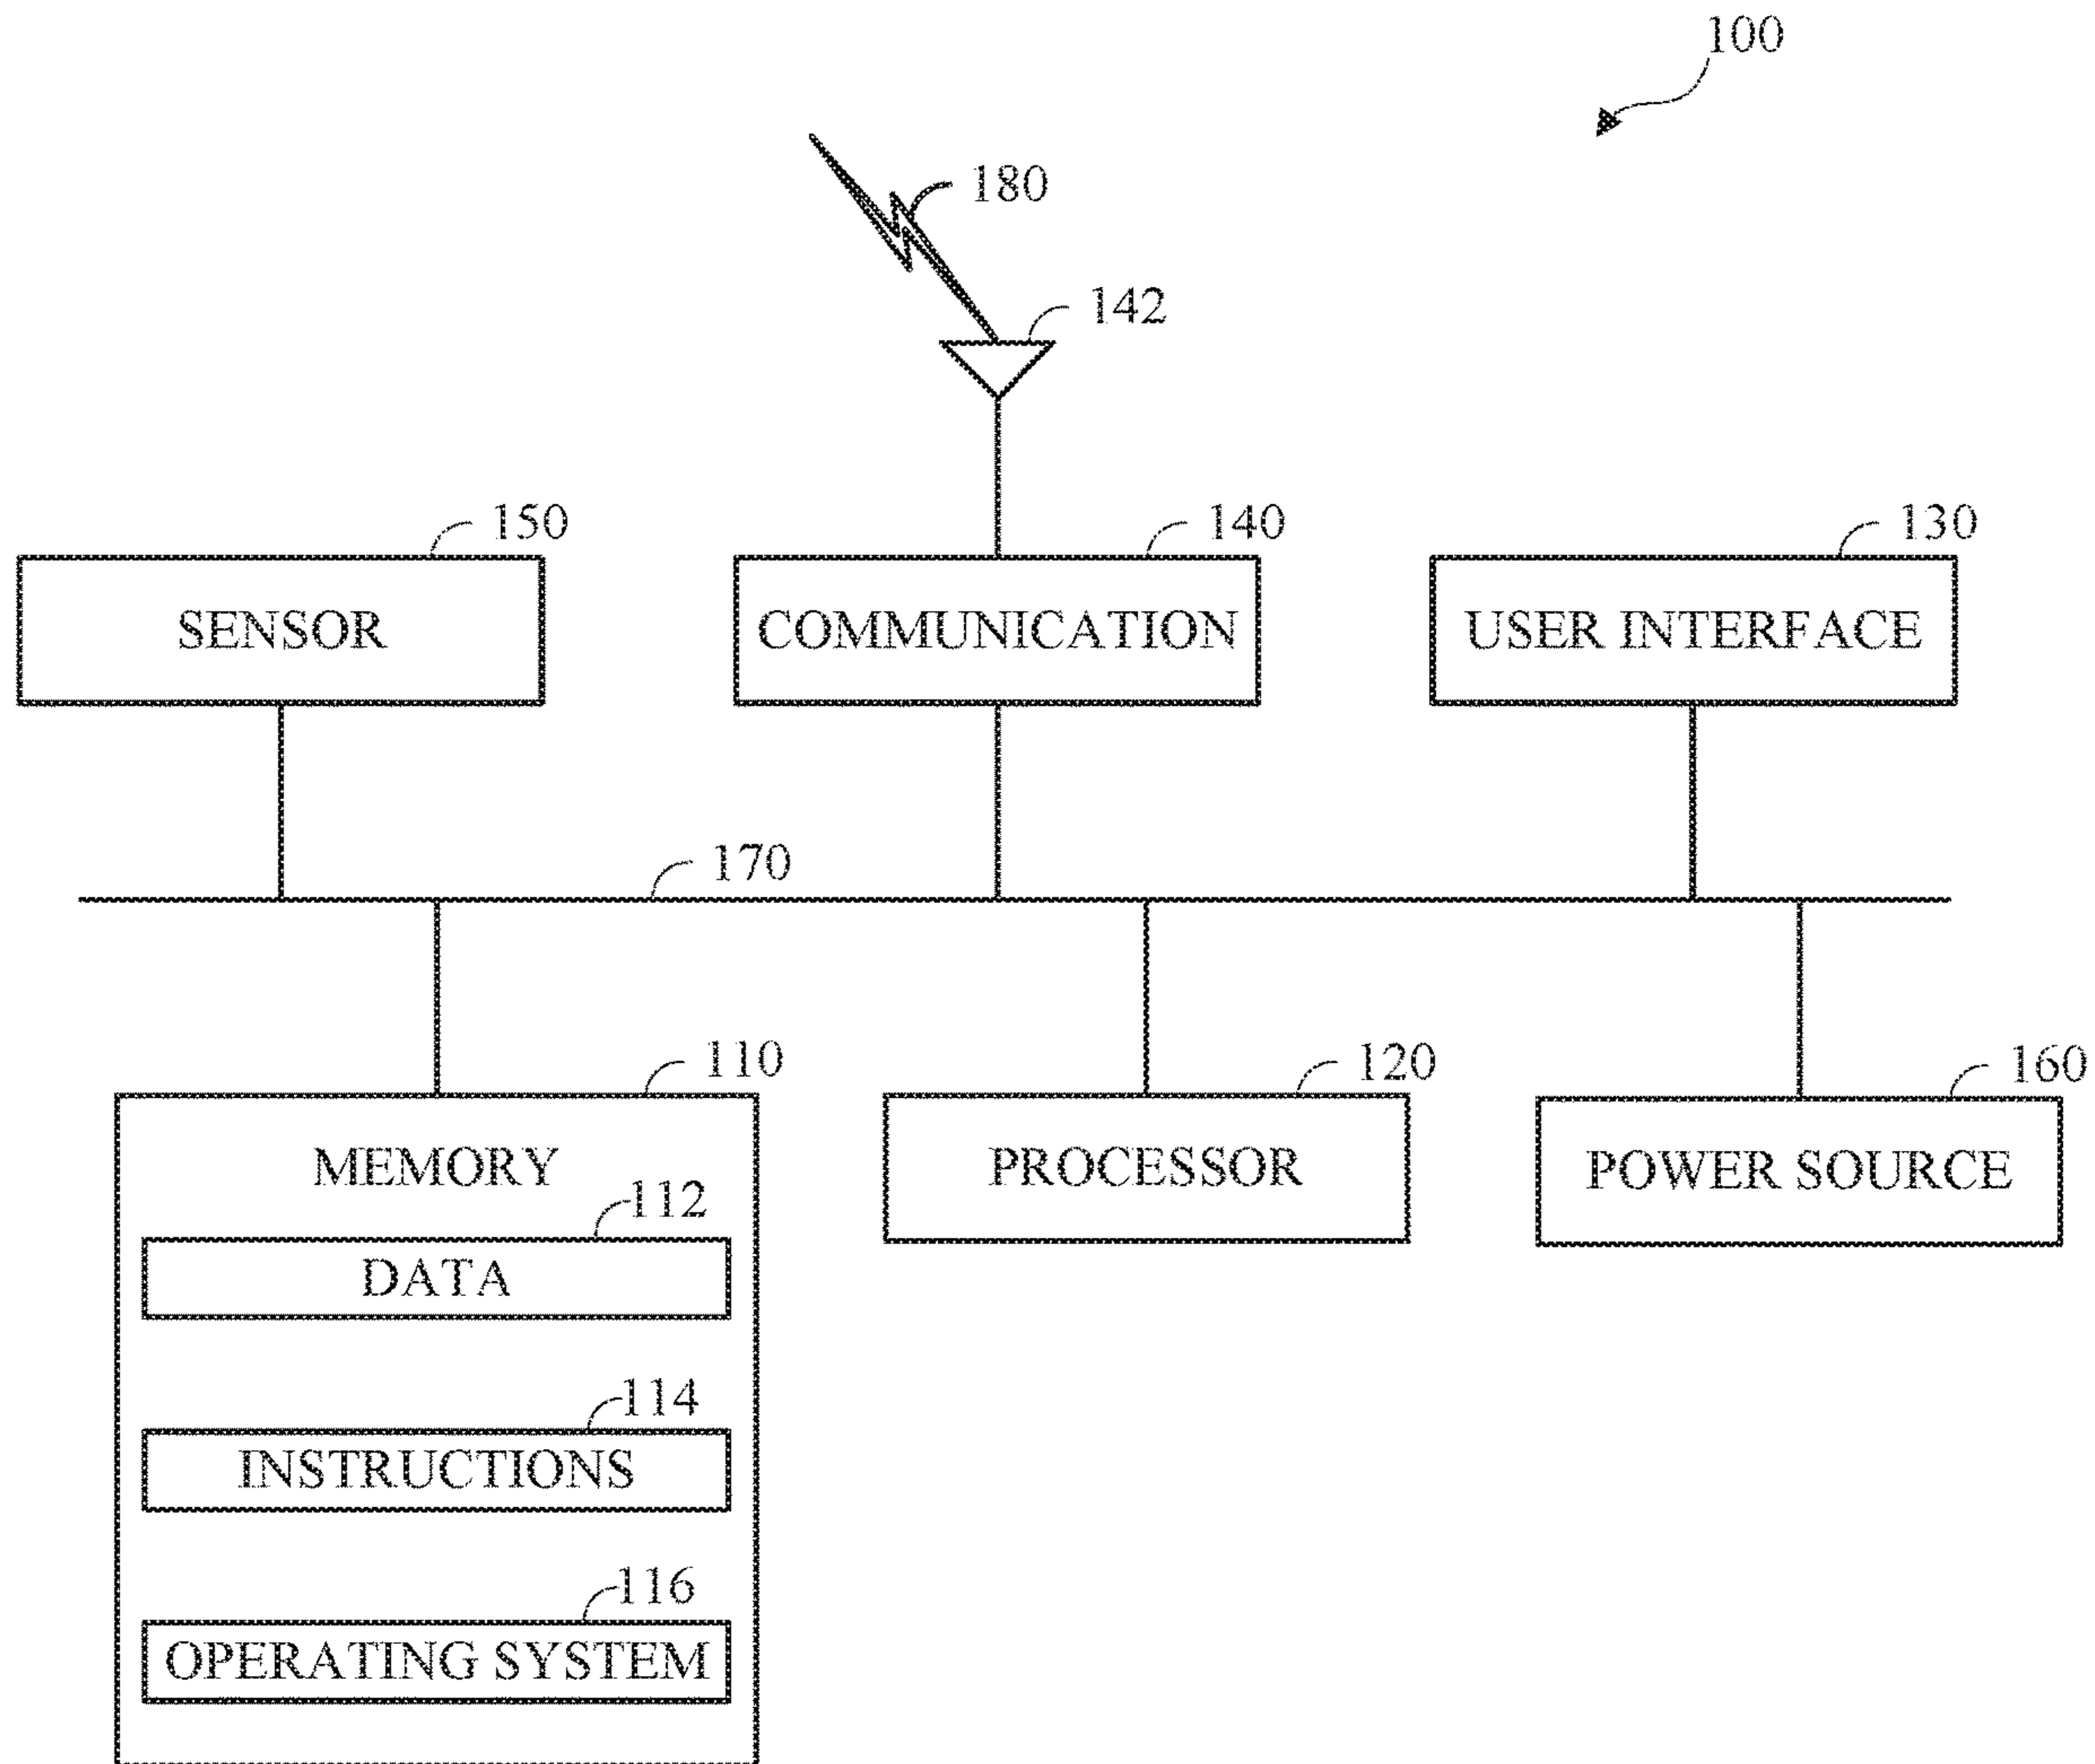 100
180
142
150
140
130
SENSOR
COMMUNICATION
USER INTERFACE
170
110
120
160
MEMORY
PROCESSOR
POWER SOURCE
112
DATA
114
INSTRUCTIONS
116
OPERATING SYSTEM